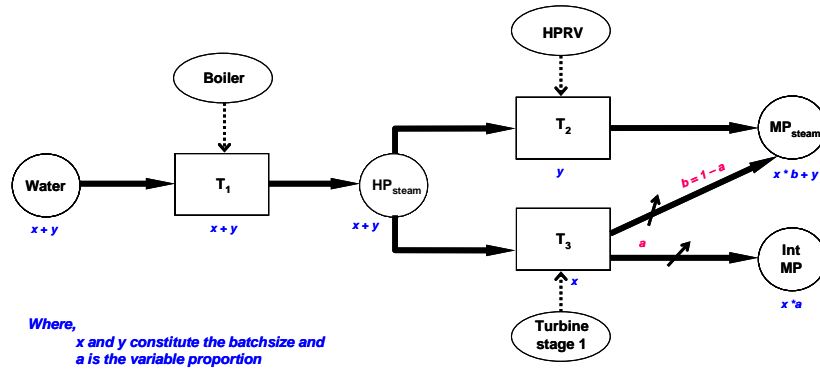 HPRV
Boiler
T2
MPsteam
x * b + y
y
b = 1 – a
Water
x + y
T1
x + y
HPsteam
x + y
T3
x
a
Int
MP
x *a
Turbine
stage 1
Where,
x and y constitute the batchsize and
a is the variable proportion